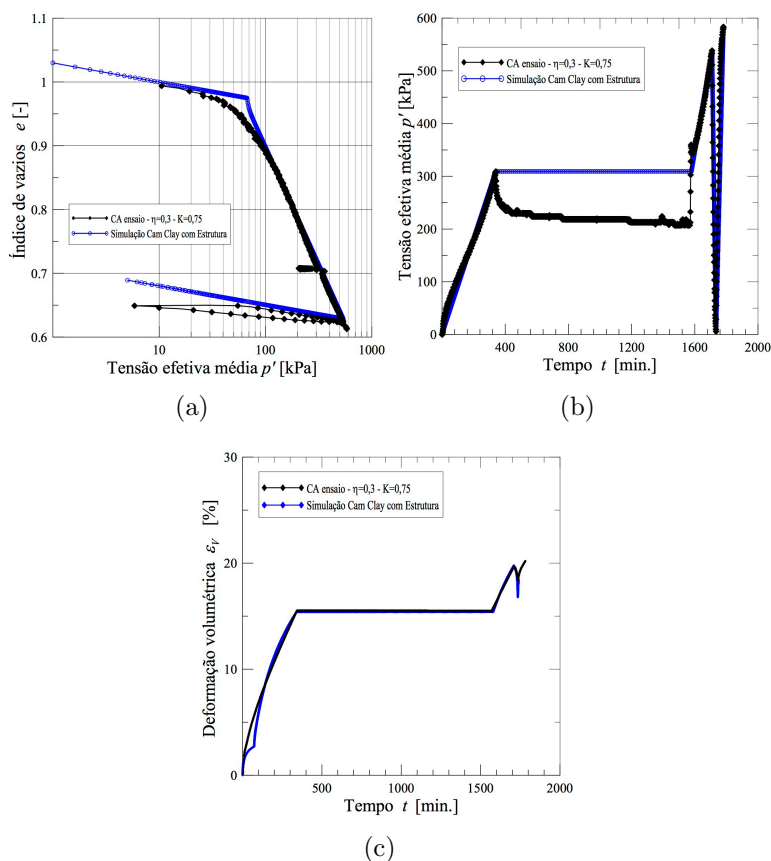 1.1
1
0.9
0.8
0.7
0.6
Índice de vazios e [-]
CA ensaio - η=0,3 - K=0,75
Simulação Cam Clay com Estrutura
10
100
1000
Tensão efetiva média p′ [kPa]
(a)
600
500
400
300
200
100
0
Tensão efetiva média p′ [kPa]
CA ensaio - η=0,3 - K=0,75
Simulação Cam Clay com Estrutura
400
800
1200
1600
2000
Tempo t [min.]
(b)
30
20
10
0
Deformação volumétrica εV [%]
CA ensaio - η=0,3 - K=0,75
Simulação Cam Clay com Estrutura
500
1000
1500
2000
Tempo t [min.]
(c)